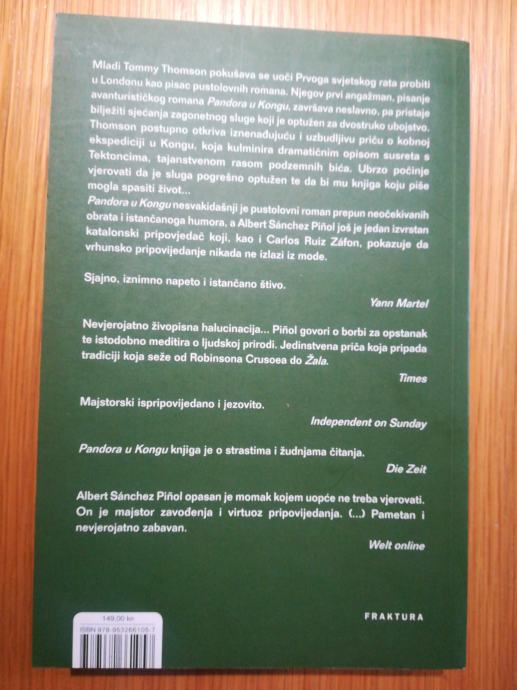 Mladi Tommy Thomson pokušava se uoči Prvoga svjetskog rata probiti
u Londonu kao pisac pustolovnih romana. Njegov prvi angažman, pisanje
avanturističkog romana Pandora u Kongu, završava neslavno, pa pristaje
bilježiti sjećanja zagonetnog sluge koji je optužen za dvostruko ubojstvo.
Thomson postupno otkriva iznenađujuću i uzbudljivu priču o kobnoj
ekspediciji u Kongu, koja kulminira dramatičnim opisom susreta s
Tektoncima, tajanstvenom rasom podzemnih bića. Ubrzo počinje
vjerovati da je sluga pogrešno optužen te da bi mu knjiga koju piše
mogla spasiti život...
Pandora u Kongu nesvakidašnji je pustolovni roman prepun neočekivanih
obrata i istančanoga humora, a Albert Sánchez Piñol još je jedan izvrstan
katalonski pripovjedač koji, kao i Carlos Ruiz Záfon, pokazuje da
vrhunsko pripovijedanje nikada ne izlazi iz mode.
Sjajno, iznimno napeto i istančano štivo.
Yann Martel
Nevjerojatno živopisna halucinacija... Piñol govori o borbi za opstanak
te istodobno meditira o ljudskoj prirodi. Jedinstvena priča koja pripada
tradiciji koja seže od Robinsona Crusoea do Žala.
Times
Majstorski ispripovijedano i jezovito.
Independent on Sunday
Pandora u Kongu knjiga je o strastima i žudnjama čitanja.
Die Zeit
Albert Sánchez Piñol opasan je momak kojem uopće ne treba vjerovati.
On je majstor zavođenja i virtuoz pripovijedanja. (...) Pametan i
nevjerojatno zabavan.
Welt online
149,00 kn
ISBN 978-953266105-7
FRAKTURA